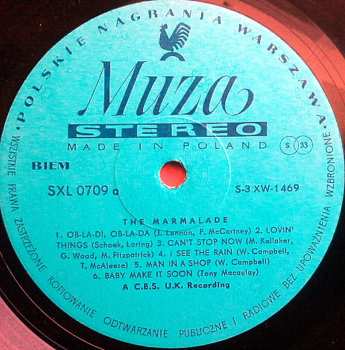 • POLSKIE NAGRANIA WARSZAWA •
Muza
STEREO
MADE IN POLAND
S 33
BIEM
SXL 0709 a
S-3 XW-1469
THE MARMALADE
1. OB-LA-DI, OB-LA-DA (J. Lennon, P. McCartney) 2. LOVIN'
THINGS (Schoek, Loring) 3. CAN'T STOP NOW (M. Kellaher,
G. Wood, M. Fitzpatrick) 4. I SEE THE RAIN (W. Campbell,
T. McAleese) 5. MAN IN A SHOP (W. Campbell)
6. BABY MAKE IT SOON (Tony Macaulay)
A C.B.S. U.K. Recording
WSZELKIE PRAWA ZASTRZEŻONE KOPIOWANIE ODTWARZANIE PUBLICZNE I RADIOWE BEZ UPOWAŻNIENIA WZBRONIONE